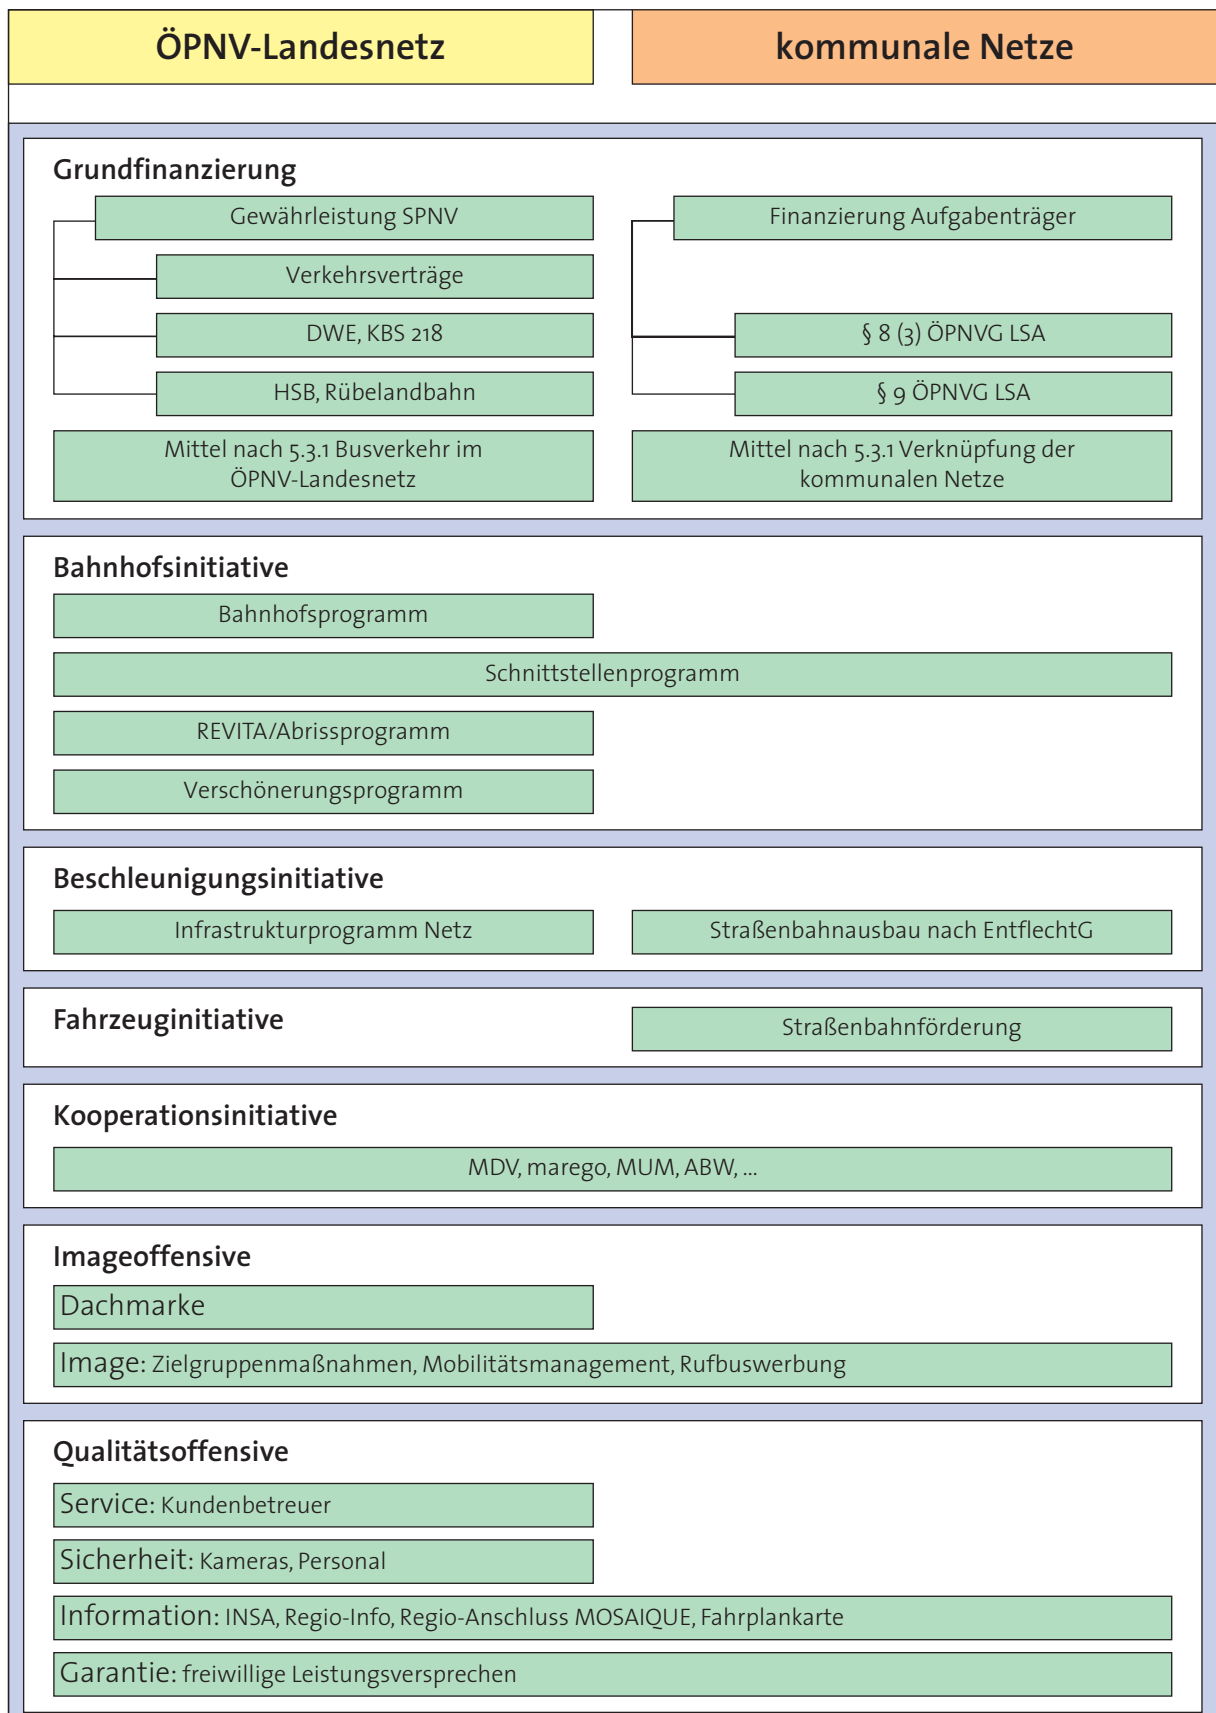 ÖPNV-Landesnetz
kommunale Netze
Grundfinanzierung
Gewährleistung SPNV
Finanzierung Aufgabenträger
Verkehrsverträge
DWE, KBS 218
§ 8 (3) ÖPNVG LSA
HSB, Rübelandbahn
§ 9 ÖPNVG LSA
Mittel nach 5.3.1 Busverkehr im
ÖPNV-Landesnetz
Mittel nach 5.3.1 Verknüpfung der
kommunalen Netze
Bahnhofsinitiative
Bahnhofsprogramm
Schnittstellenprogramm
REVITA/Abrissprogramm
Verschönerungsprogramm
Beschleunigungsinitiative
Infrastrukturprogramm Netz
Straßenbahnausbau nach EntflechtG
Fahrzeuginitiative
Straßenbahnförderung
Kooperationsinitiative
MDV, marego, MUM, ABW, ...
Imageoffensive
Dachmarke
Image: Zielgruppenmaßnahmen, Mobilitätsmanagement, Rufbuswerbung
Qualitätsoffensive
Service: Kundenbetreuer
Sicherheit: Kameras, Personal
Information: INSA, Regio-Info, Regio-Anschluss MOSAIQUE, Fahrplankarte
Garantie: freiwillige Leistungsversprechen